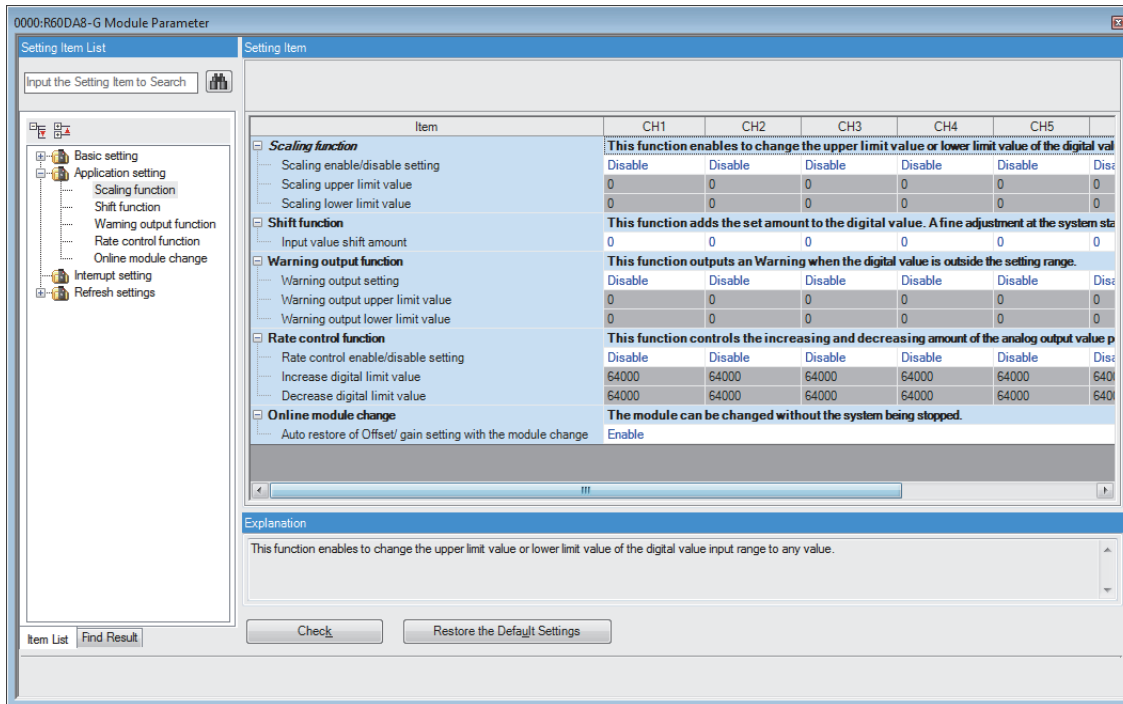 0000:R60DA8-G Module Parameter
Setting Item List
Setting Item
Input the Setting Item to Search
Basic setting
Application setting
Scaling function
Shift function
Warning output function
Rate control function
Online module change
Interrupt setting
Refresh settings
Item List Find Result
Item CH1 CH2 CH3 CH4 CH5
Scaling function This function enables to change the upper limit value or lower limit value of the digital val
Scaling enable/disable setting Disable Disable Disable Disable Disable Disa
Scaling upper limit value 0 0 0 0 0 0
Scaling lower limit value 0 0 0 0 0 0
Shift function This function adds the set amount to the digital value. A fine adjustment at the system sta
Input value shift amount 0 0 0 0 0 0
Warning output function This function outputs an Warning when the digital value is outside the setting range.
Warning output setting Disable Disable Disable Disable Disable Disa
Warning output upper limit value 0 0 0 0 0 0
Warning output lower limit value 0 0 0 0 0 0
Rate control function This function controls the increasing and decreasing amount of the analog output value p
Rate control enable/disable setting Disable Disable Disable Disable Disable Disa
Increase digital limit value 64000 64000 64000 64000 64000 640
Decrease digital limit value 64000 64000 64000 64000 64000 640
Online module change The module can be changed without the system being stopped.
Auto restore of Offset/ gain setting with the module change Enable
Explanation
This function enables to change the upper limit value or lower limit value of the digital value input range to any value.
Check Restore the Default Settings